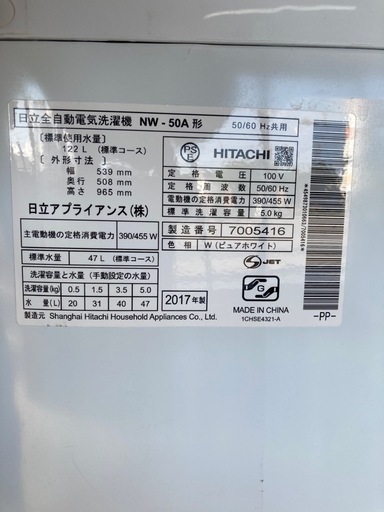 日立全自動電気洗濯機 NW-50A 形 50/60 Hz共用
[標準使用水量]
122 L (標準コース)
[外形寸法]
幅 539 mm
奥行 508 mm
高さ 965 mm
PS
E
HITACHI
定格電圧 100 V
定格周波数 50/60 Hz
電動機の定格消費電力 390/455 W
標準洗濯容量 5.0kg
日立アプライアンス(株)
製造番号 7005416
主電動機の定格消費電力 390/455 W
色相 W (ピュアホワイト)
標準水量 47 L (標準コース)
S JET
洗濯容量と水量 (手動設定の水量)
洗濯容量(kg) 0.5 1.5 3.5 5.0
水量(L) 20 31 40 47
2017年製
G
MADE IN CHINA
1CHSE4321-A
製造元 Shanghai Hitachi Household Appliances Co., Ltd.
-PP-